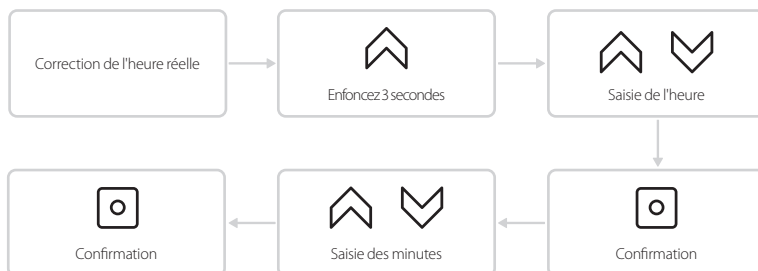 Correction de l'heure réelle
Enfoncez 3 secondes
Saisie de l'heure
Confirmation
Saisie des minutes
Confirmation